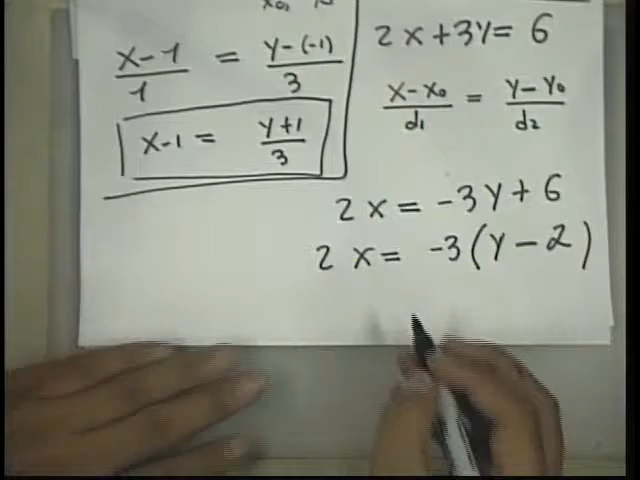 x-1/1 = y-(-1)/3
x-1 = y+1/3
2x+3y= 6
x-x₀/d₁ = y-y₀/d₂
2x = -3y+6
2x = -3(y-2)